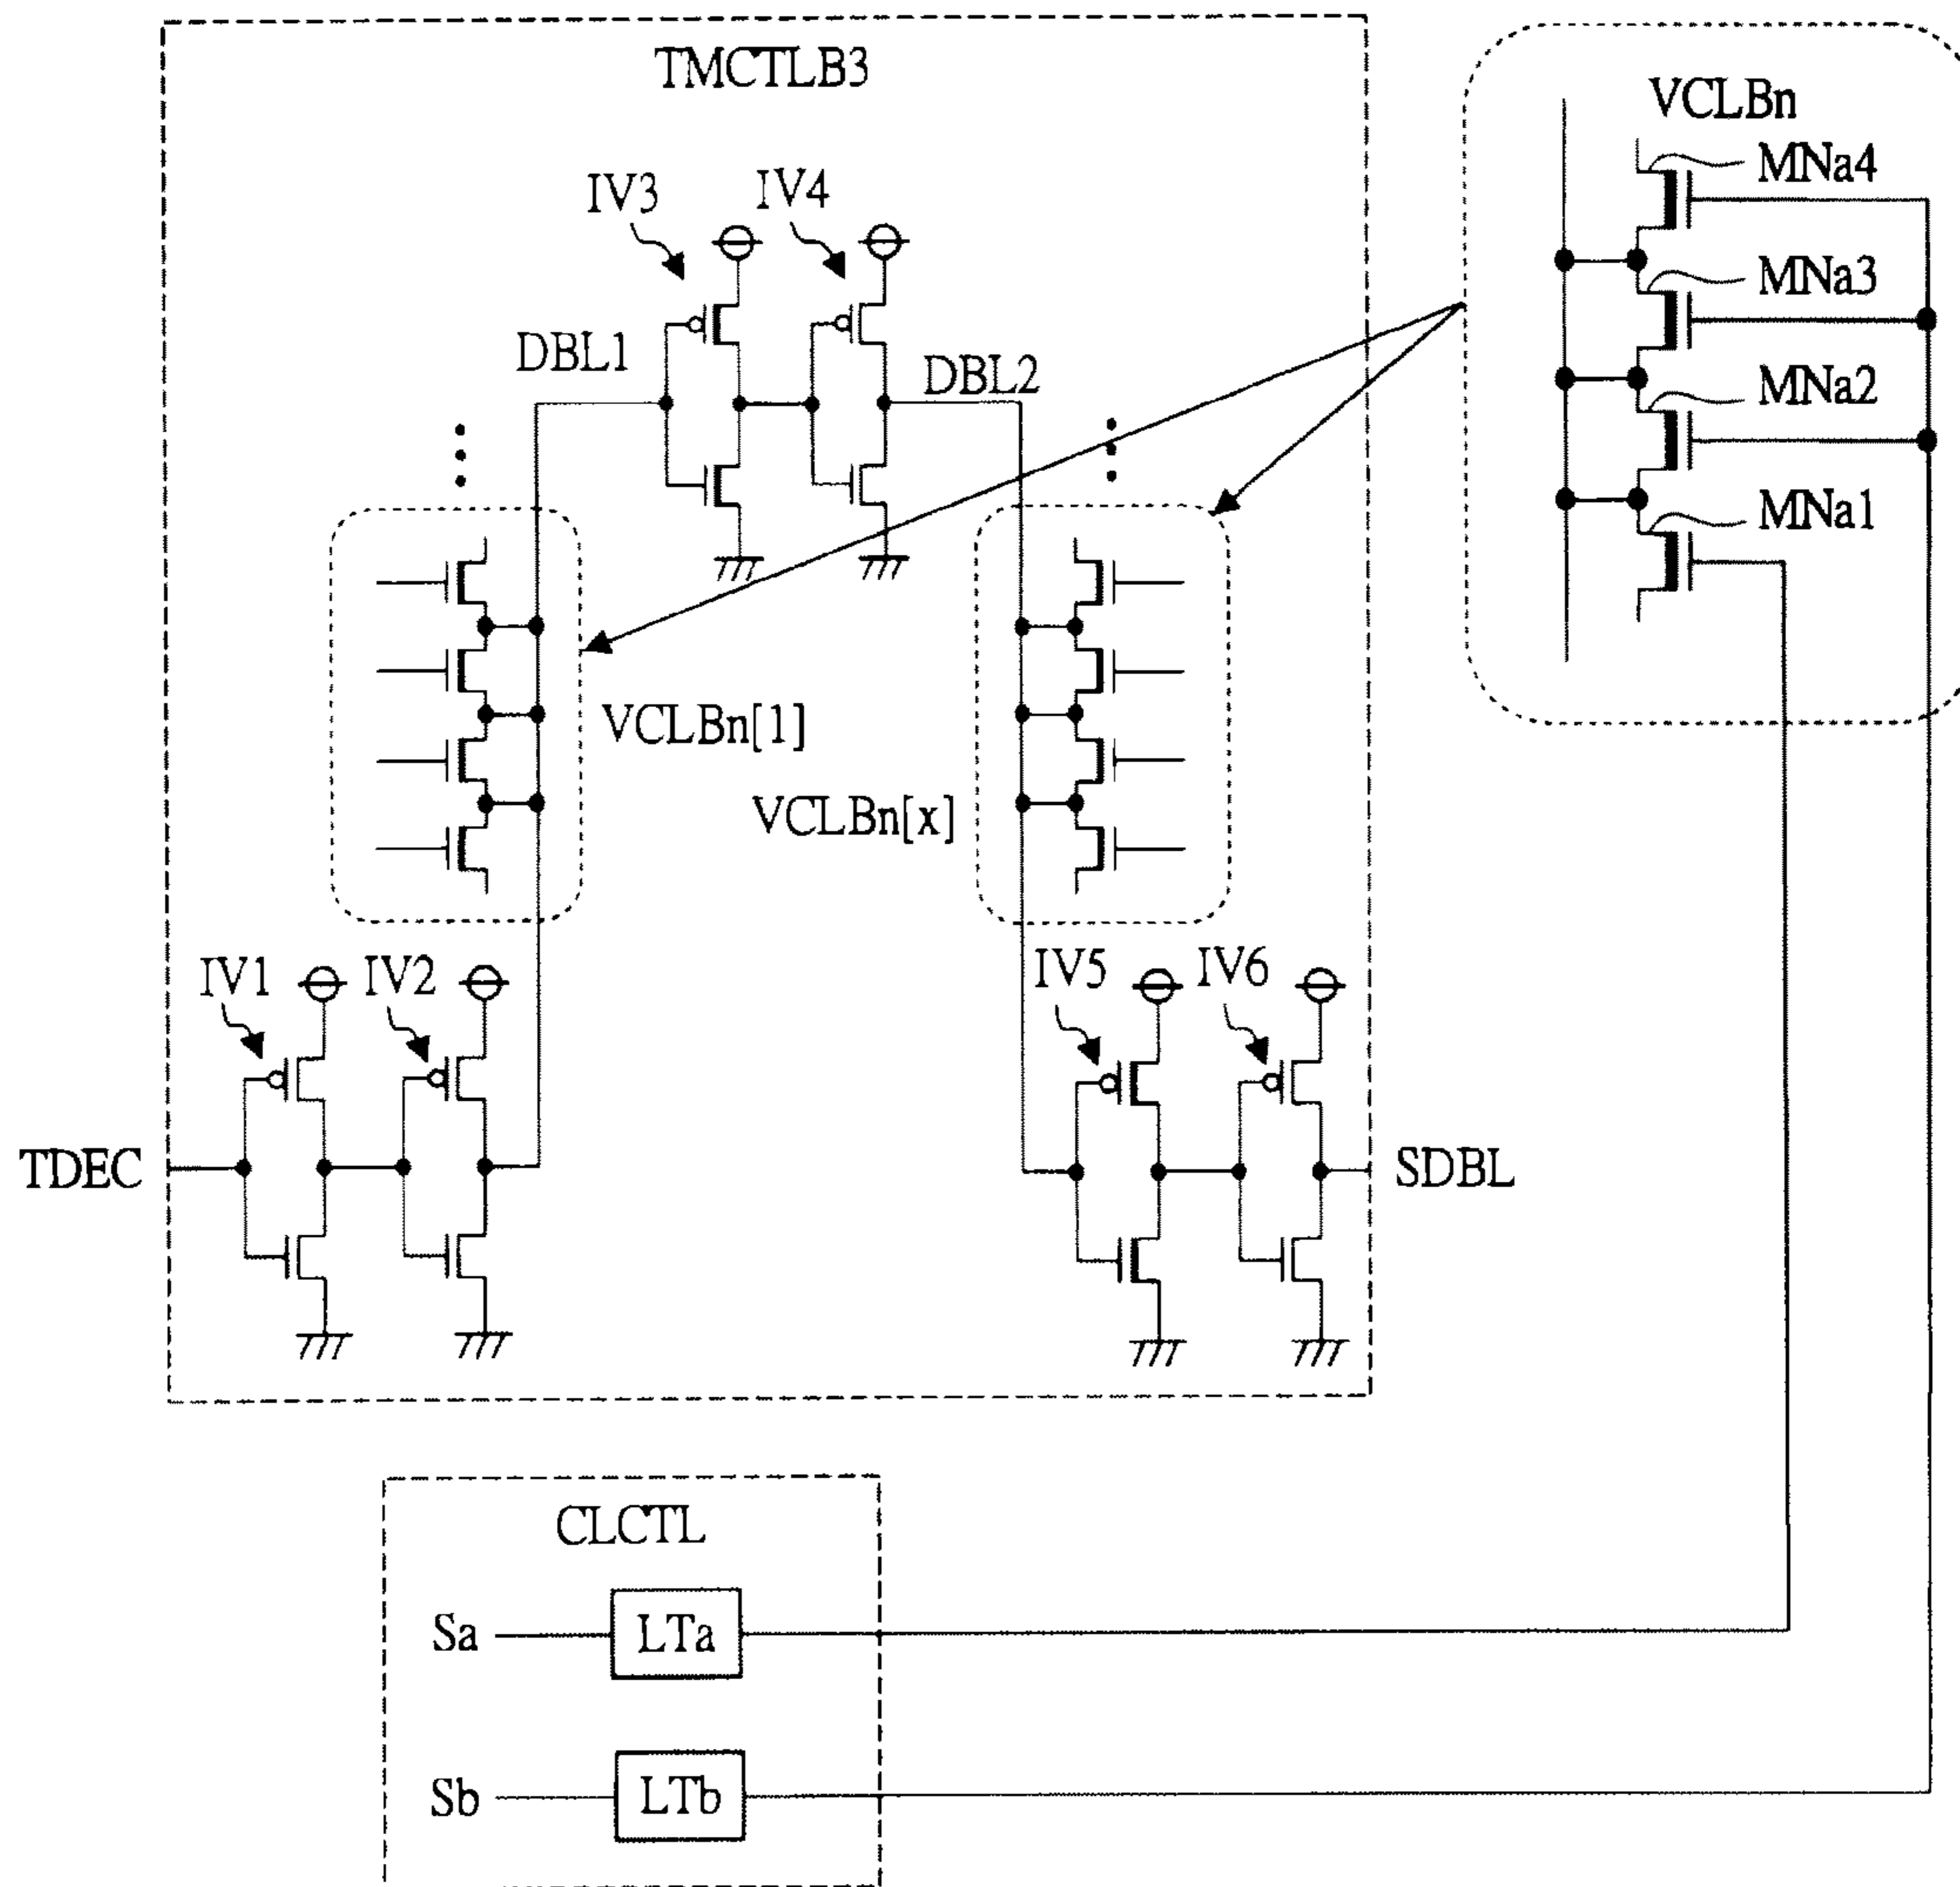 TMCTLB3
VCLBn
MNa4
MNa3
MNa2
MNa1
IV3
IV4
DBL1
DBL2
VCLBn[1]
VCLBn[x]
IV1
IV2
IV5
IV6
TDEC
SDBL
CLCTL
Sa
LTa
Sb
LTb